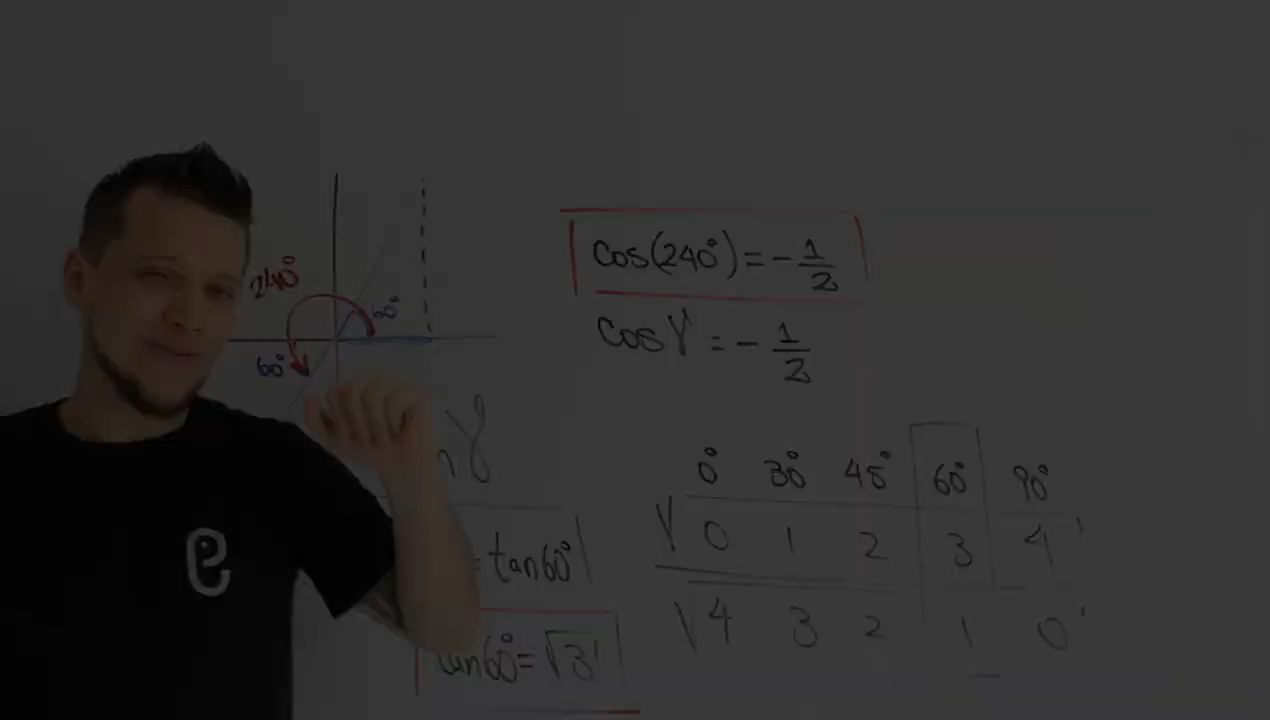 240°
60°
60°
cos(240°) = - 1/2
cosγ = - 1/2
γ
= tan60°
tan60° = √3
0° 30° 45° 60° 90°
√ 0 1 2 3 4
√ 4 3 2 1 0
e